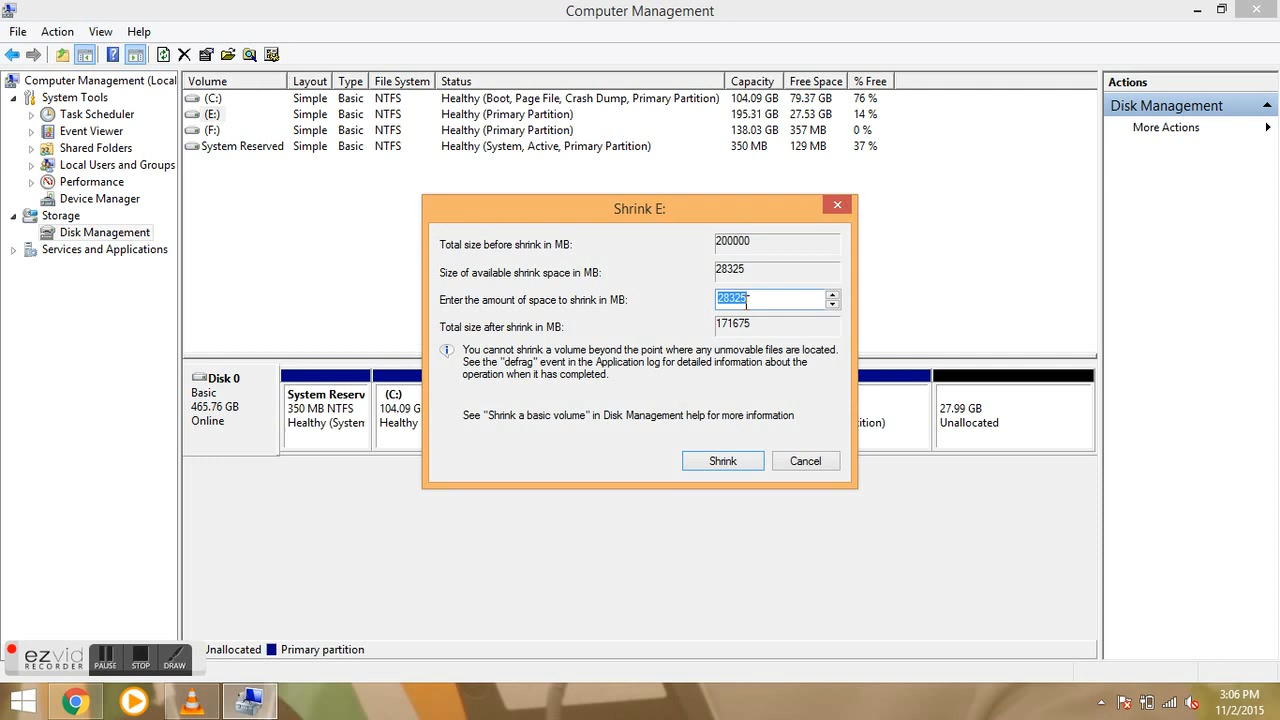 Computer Management
File Action View Help
Computer Management (Local
System Tools
Task Scheduler
Event Viewer
Shared Folders
Local Users and Groups
Performance
Device Manager
Storage
Disk Management
Services and Applications
Volume Layout Type File System Status Capacity Free Space % Free
(C:) Simple Basic NTFS Healthy (Boot, Page File, Crash Dump, Primary Partition) 104.09 GB 79.37 GB 76 %
(E:) Simple Basic NTFS Healthy (Primary Partition) 195.31 GB 27.53 GB 14 %
(F:) Simple Basic NTFS Healthy (Primary Partition) 138.03 GB 357 MB 0 %
System Reserved Simple Basic NTFS Healthy (System, Active, Primary Partition) 350 MB 129 MB 37 %
Actions
Disk Management
More Actions
Shrink E:
Total size before shrink in MB: 200000
Size of available shrink space in MB: 28325
Enter the amount of space to shrink in MB: 28325
Total size after shrink in MB: 171675
You cannot shrink a volume beyond the point where any unmovable files are located.
See the "defrag" event in the Application log for detailed information about the
operation when it has completed.
See "Shrink a basic volume" in Disk Management help for more information
Shrink Cancel
Disk 0
Basic
465.76 GB
Online
System Reserv
350 MB NTFS
Healthy (System
(C:)
104.09 G
Healthy
ition)
27.99 GB
Unallocated
Unallocated Primary partition
ezvid
RECORDER
PAUSE STOP DRAW
3:06 PM
11/2/2015